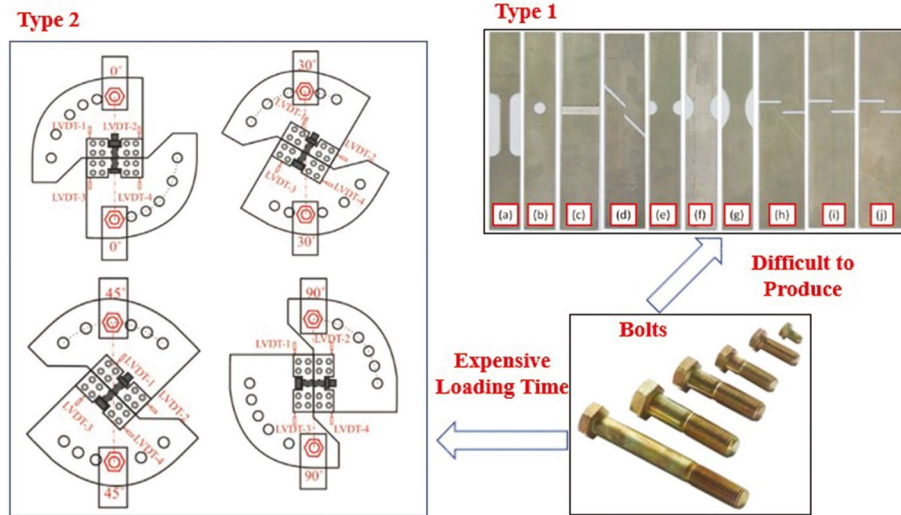 Type 2
Type 1
0°
LVDT-1
LVDT-2
LVDT-3
LVDT-4
0°
30°
LVDT-1
LVDT-2
LVDT-3
LVDT-4
30°
45°
LVDT-1
LVDT-2
LVDT-3
LVDT-4
45°
90°
LVDT-1
LVDT-2
LVDT-3
LVDT-4
90°
(a) (b) (c) (d) (e) (f) (g) (h) (i) (j)
Difficult to
Produce
Bolts
Expensive
Loading Time